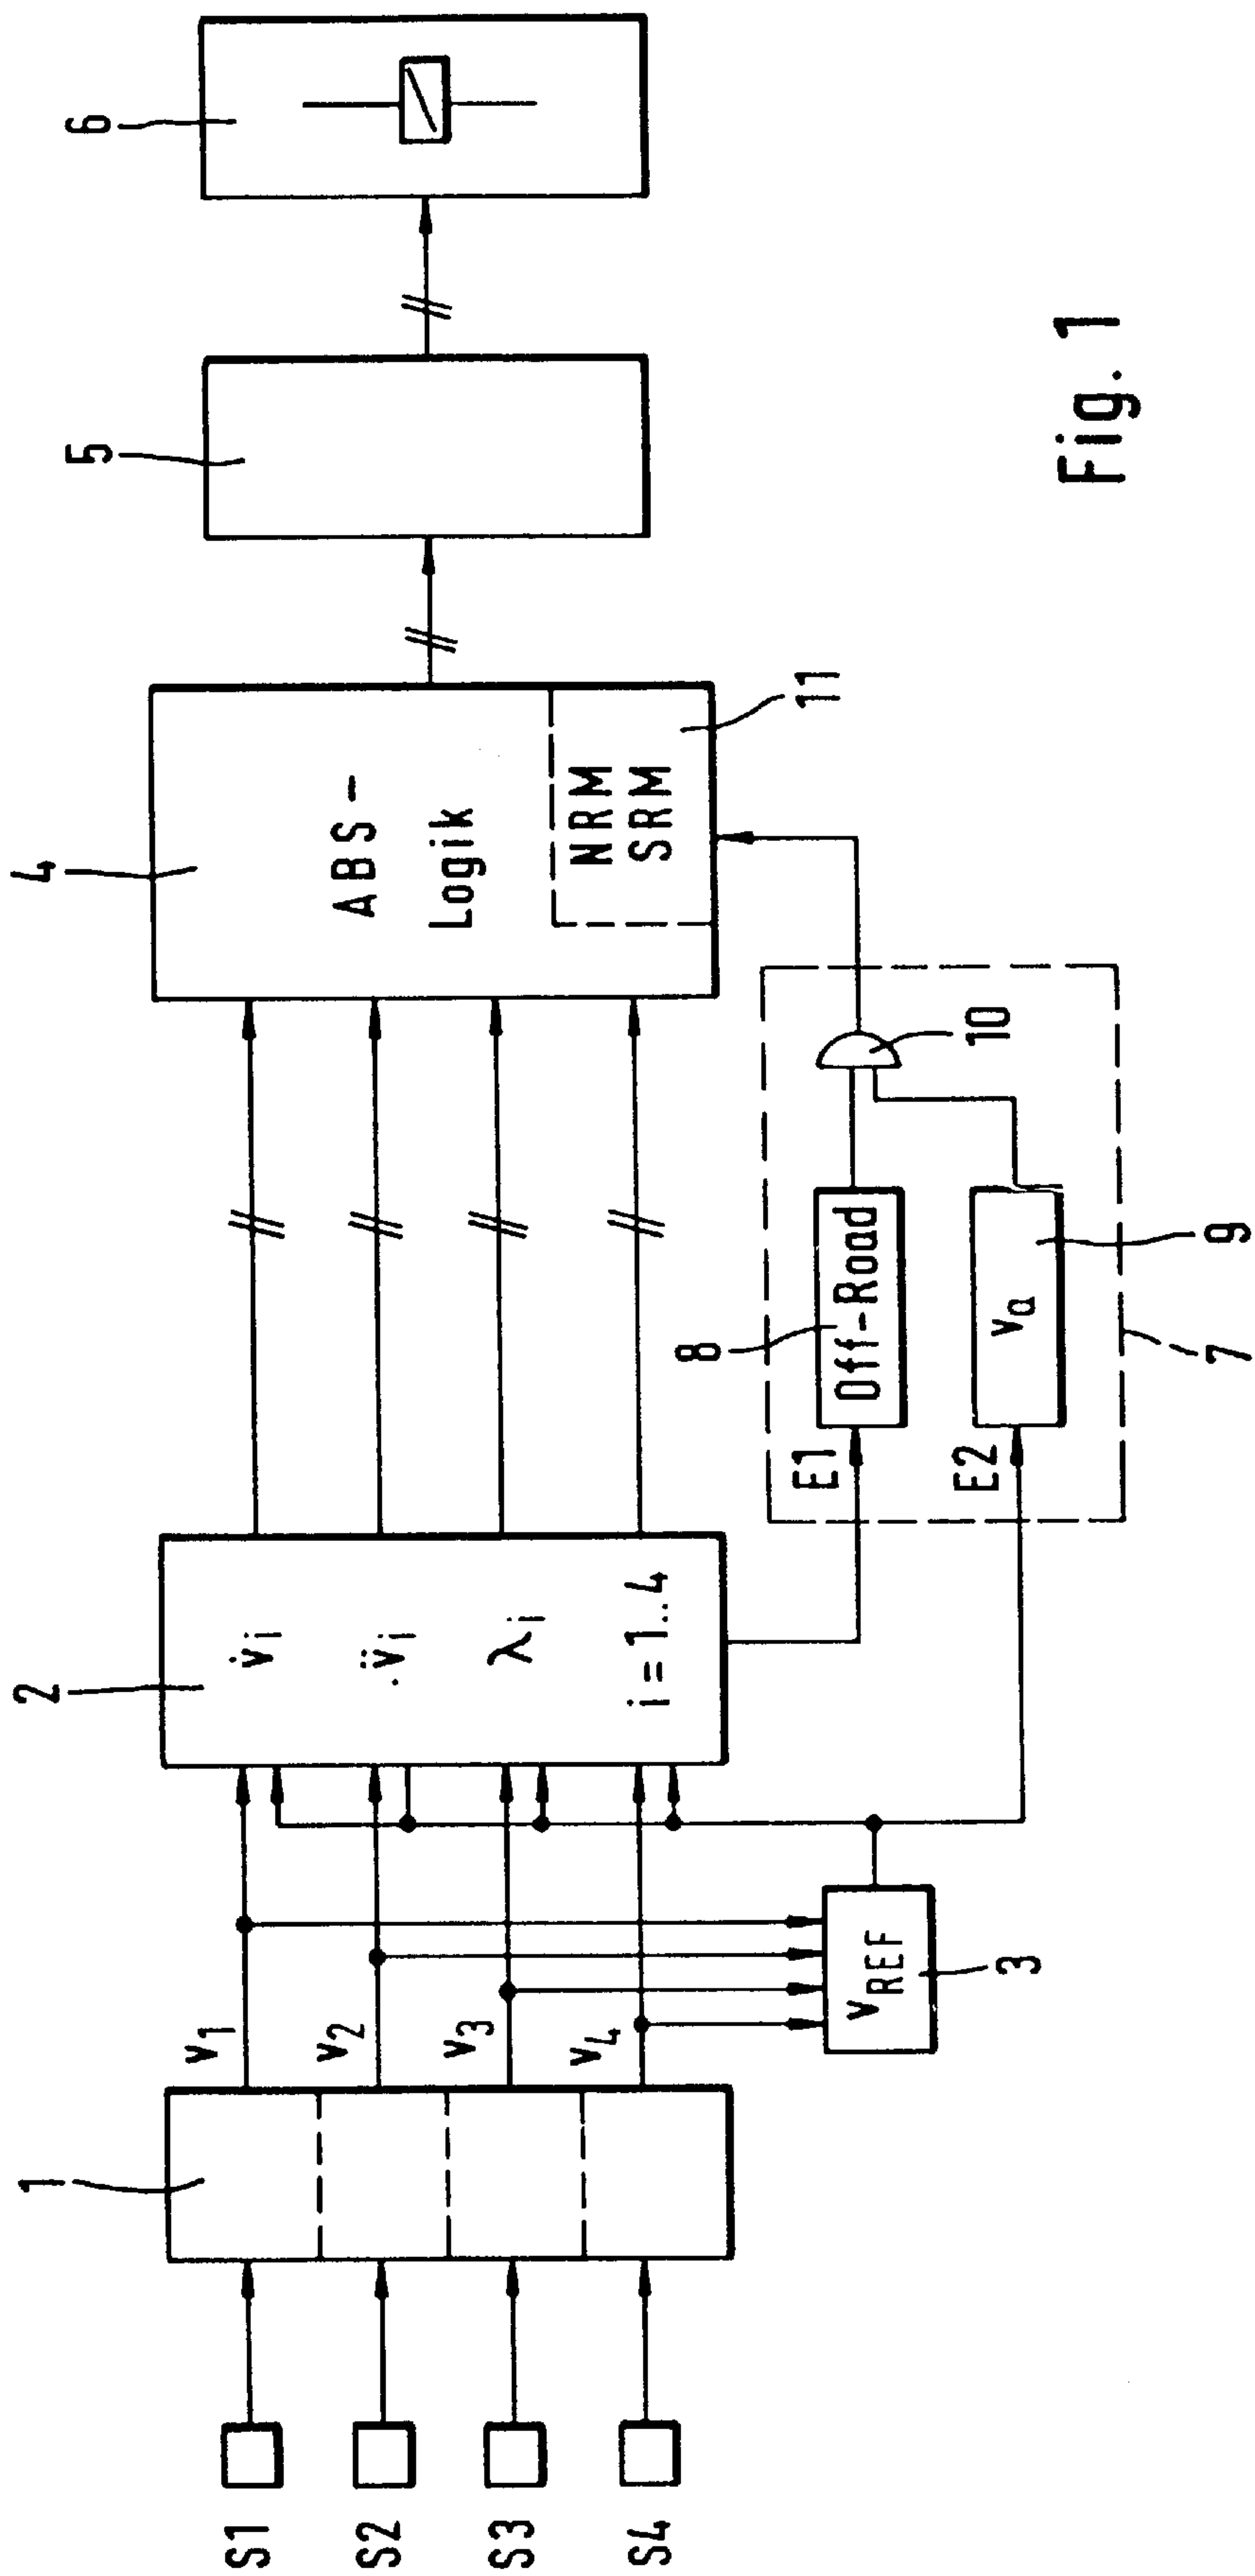 S1
S2
S3
S4
1
v1
v2
v3
v4
vREF
3
2
v̇i
v̈i
λi
i = 1..4
E1
E2
8
Off-Road
va
9
7
10
4
ABS-
Logik
NRM
SRM
11
5
6
Fig. 1